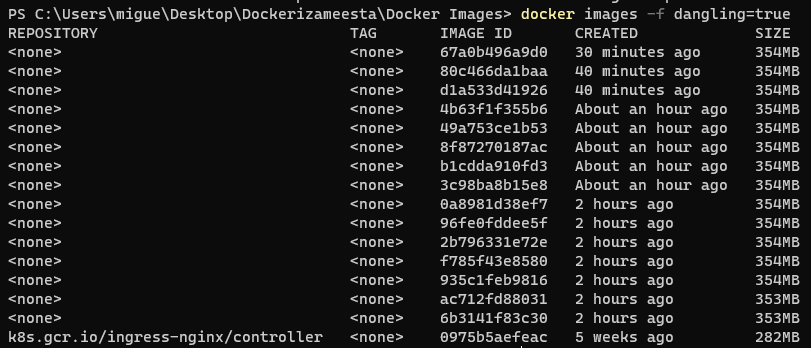 PS C:\Users\migue\Desktop\Dockerizameesta\Docker Images> docker images -f dangling=true
REPOSITORY TAG IMAGE ID CREATED SIZE
<none> <none> 67a0b496a9d0 30 minutes ago 354MB
<none> <none> 80c466da1baa 40 minutes ago 354MB
<none> <none> d1a533d41926 40 minutes ago 354MB
<none> <none> 4b63f1f355b6 About an hour ago 354MB
<none> <none> 49a753ce1b53 About an hour ago 354MB
<none> <none> 8f87270187ac About an hour ago 354MB
<none> <none> b1cdda910fd3 About an hour ago 354MB
<none> <none> 3c98ba8b15e8 About an hour ago 354MB
<none> <none> 0a8981d38ef7 2 hours ago 354MB
<none> <none> 96fe0fddee5f 2 hours ago 354MB
<none> <none> 2b796331e72e 2 hours ago 354MB
<none> <none> f785f43e8580 2 hours ago 354MB
<none> <none> 935c1feb9816 2 hours ago 354MB
<none> <none> ac712fd88031 2 hours ago 353MB
<none> <none> 6b3141f83c30 2 hours ago 353MB
k8s.gcr.io/ingress-nginx/controller <none> 0975b5aefeac 5 weeks ago 282MB